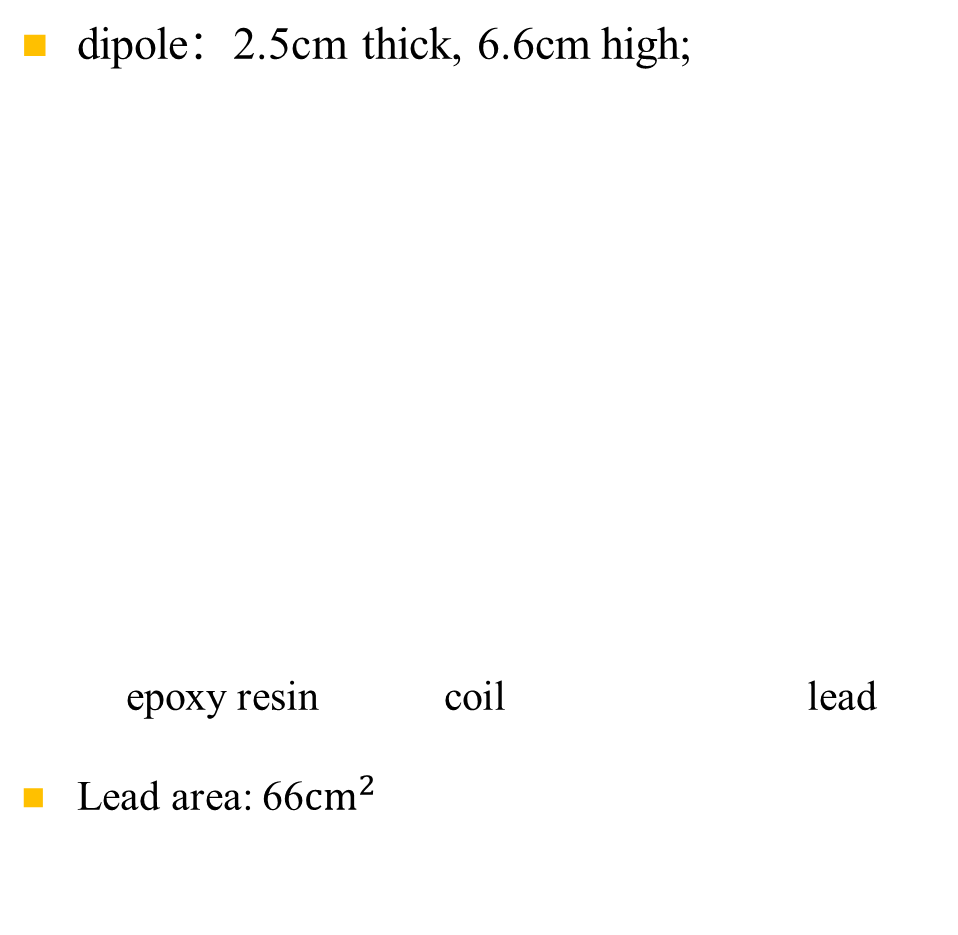 ■ dipole：2.5cm thick, 6.6cm high;
epoxy resin coil lead
■ Lead area: 66cm²